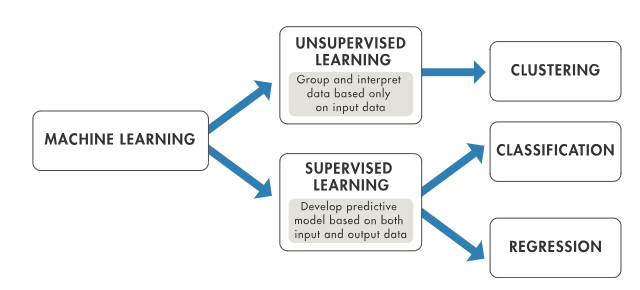 MACHINE LEARNING
UNSUPERVISED
LEARNING
Group and interpret
data based only
on input data
SUPERVISED
LEARNING
Develop predictive
model based on both
input and output data
CLUSTERING
CLASSIFICATION
REGRESSION